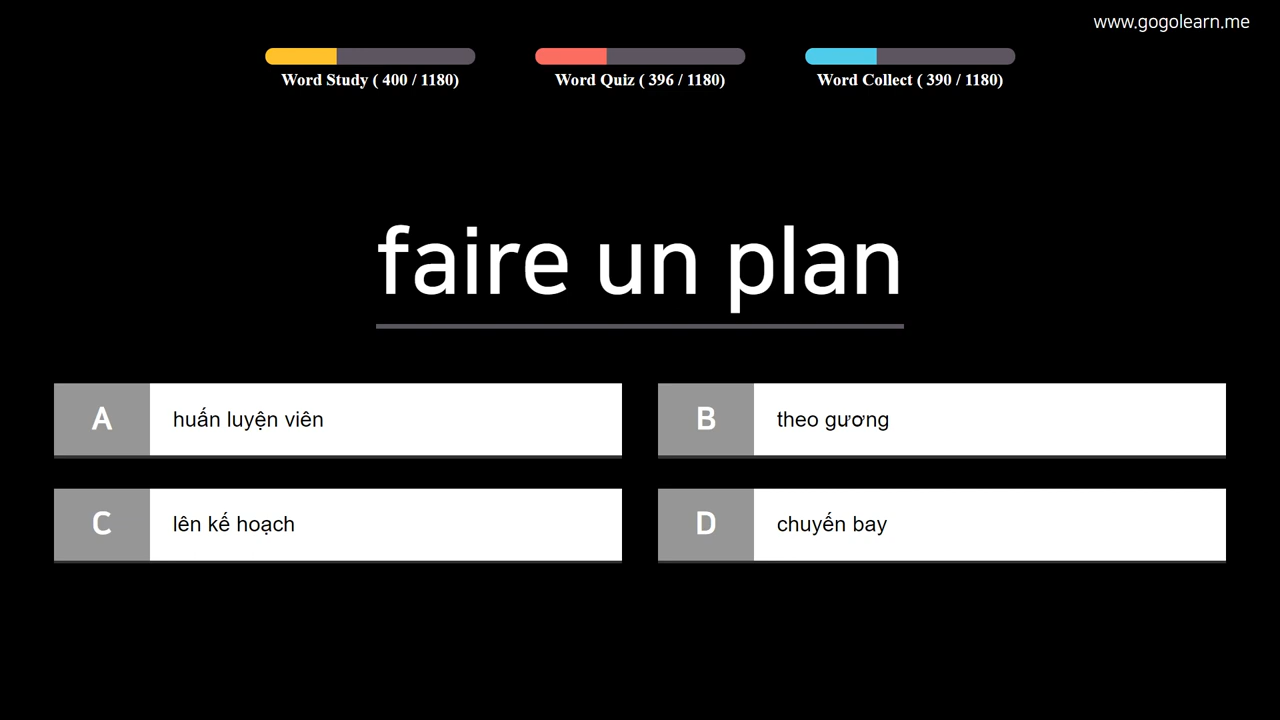 www.gogolearn.me
Word Study ( 400 / 1180)
Word Quiz ( 396 / 1180)
Word Collect ( 390 / 1180)
faire un plan
A huấn luyện viên
B theo gương
C lên kế hoạch
D chuyến bay